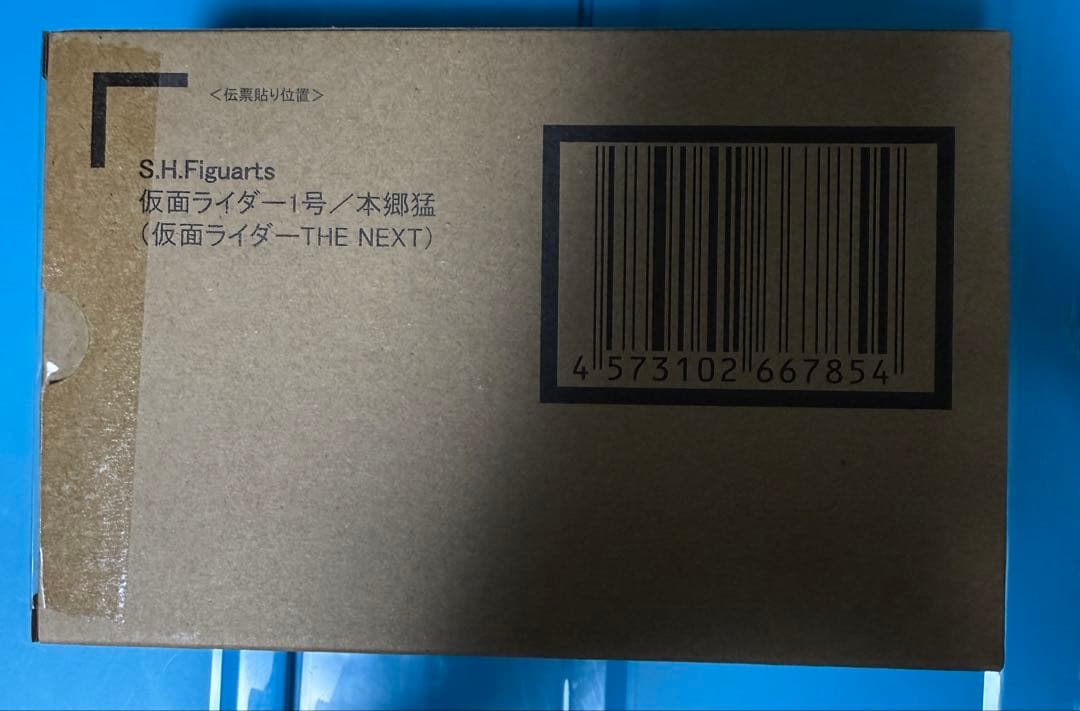 <伝票貼り位置>
S.H.Figuarts
仮面ライダー1号/本郷猛
(仮面ライダーTHE NEXT)
4 573102 667854